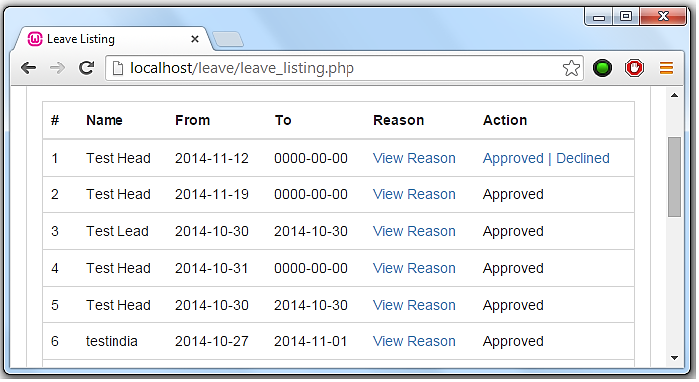 Leave Listing
localhost/leave/leave_listing.php
# Name From To Reason Action
1 Test Head 2014-11-12 0000-00-00 View Reason Approved | Declined
2 Test Head 2014-11-19 0000-00-00 View Reason Approved
3 Test Lead 2014-10-30 2014-10-30 View Reason Approved
4 Test Head 2014-10-31 0000-00-00 View Reason Approved
5 Test Head 2014-10-30 2014-10-30 View Reason Approved
6 testindia 2014-10-27 2014-11-01 View Reason Approved